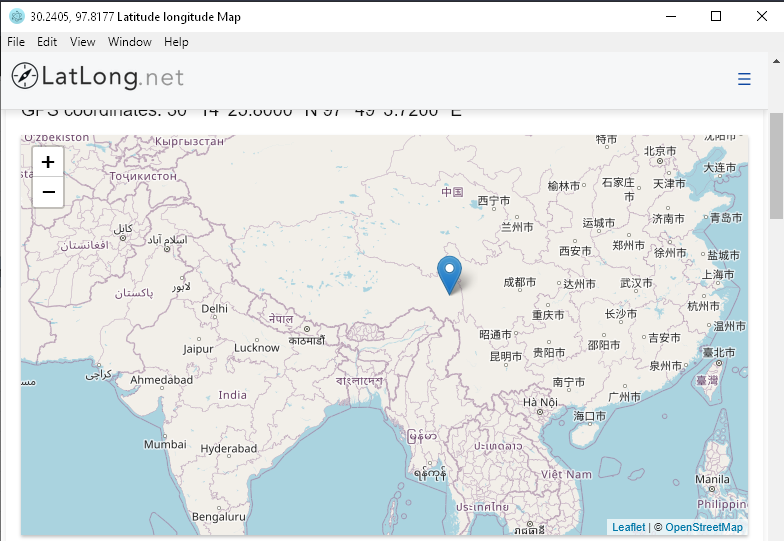 30.2405, 97.8177 Latitude longitude Map
File Edit View Window Help
LatLong.net
GPS coordinates: 30° 14' 25.8000'' N 97° 49' 3.7200'' E
O'zbekiston
Кыргызстан
沈阳市
特市
北京市
+
Тоҷикистон
榆林市
石家庄市
天津市
大连市
−
中国
西宁市
济南市
青岛市
兰州市
运城市
کابل
اسلام آباد
افغانستان
西安市
郑州市
徐州市
盐城市
成都市
达州市
武汉市
上海市
پاکستان
لاہور
杭州市
Delhi
重庆市
长沙市
नेपाल
温州市
काठमाडौं
昭通市
Jaipur
Lucknow
昆明市
贵阳市
邵阳市
吉安市
臺北市
泉州市
کراچی
Ahmedabad
বাংলাদেশ
南宁市
臺灣
India
广州市
Hà Nội
海口市
မြန်မာ
Mumbai
Hyderabad
ປະເທດລາວ
ရန်ကုန်
Việt Nam
Manila
ประเทศไทย
Philippin
Bengaluru
Leaflet | © OpenStreetMap